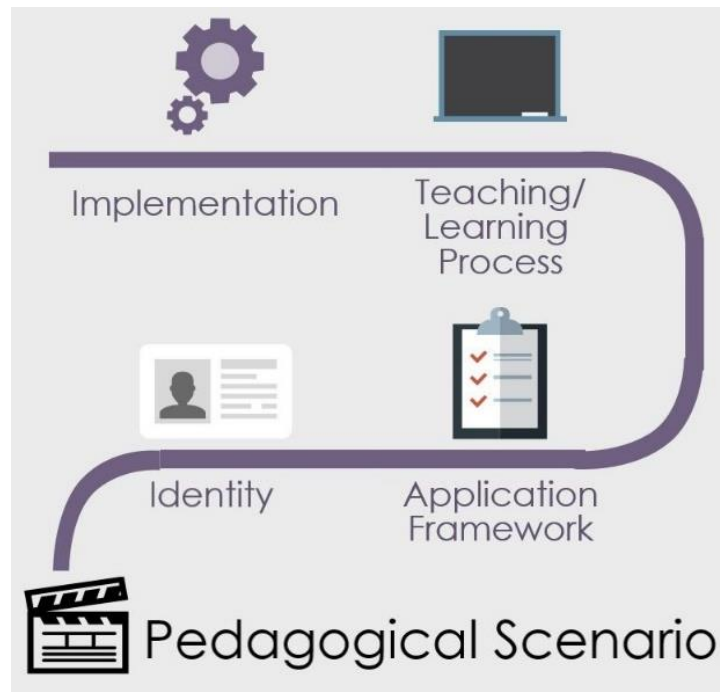 Implementation
Teaching/
Learning
Process
Identity
Application
Framework
Pedagogical Scenario